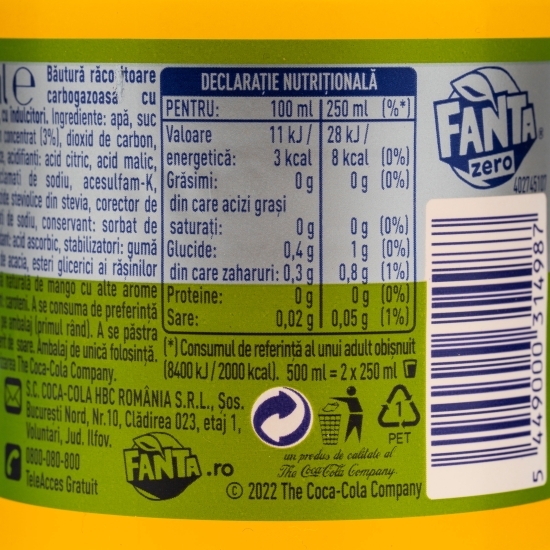 Băutură răcoritoare
carbogazoasă cu
cu îndulcitori. Ingrediente: apă, suc
concentrat (3%), dioxid de carbon,
acidifianți: acid citric, acid malic,
de sodiu, acesulfam-K,
steviolice din stevia, corector de
de sodiu, conservant: sorbat de
acid ascorbic, stabilizatori: gumă
acacia, esteri glicerici ai rășinilor
naturală de mango cu alte arome
caroteni. A se consuma de preferință
ambalaj (primul rând). A se păstra
de soare. Ambalaj de unică folosință.
The Coca-Cola Company.
DECLARAȚIE NUTRIȚIONALĂ
PENTRU: 100 ml 250 ml (%*)
Valoare 11 kJ / 28 kJ /
energetică: 3 kcal 8 kcal (0%)
Grăsimi: 0 g 0 g (0%)
din care acizi grași
saturați: 0 g 0 g (0%)
Glucide: 0,4 g 1 g (0%)
din care zaharuri: 0,3 g 0,8 g (1%)
Proteine: 0 g 0 g (0%)
Sare: 0,02 g 0,05 g (1%)
(*) Consumul de referință al unui adult obișnuit
(8400 kJ / 2000 kcal). 500 ml = 2 x 250 ml
S.C. COCA-COLA HBC ROMÂNIA S.R.L., Șos.
București Nord, Nr.10, Clădirea 023, etaj 1,
Voluntari, Jud. Ilfov.
0800-080-800
TeleAcces Gratuit
FANTA .ro
1
PET
un produs de calitate al
The Coca-Cola Company
© 2022 The Coca-Cola Company
FANTA ®
zero
5 449000 314987